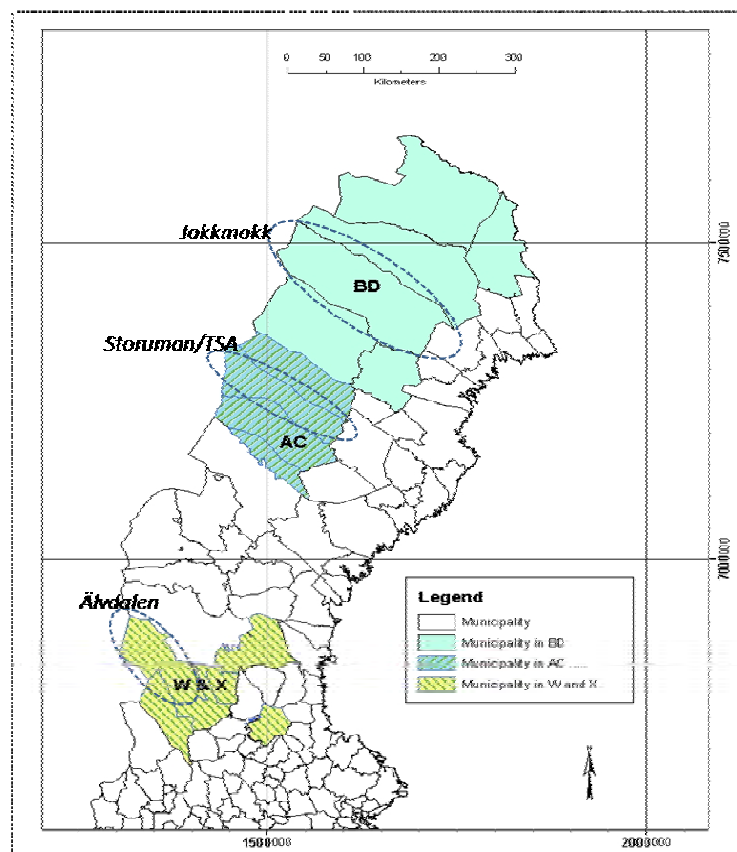 0 50 100 200 300
Kilometers
Jokkmokk
7500000
BD
Storuman/TSA
AC
7000000
Älvdalen
Legend
Municipality
Municipality in BD
Municipality in AC
Municipality in W and X
W & X
N
1500000 2000000